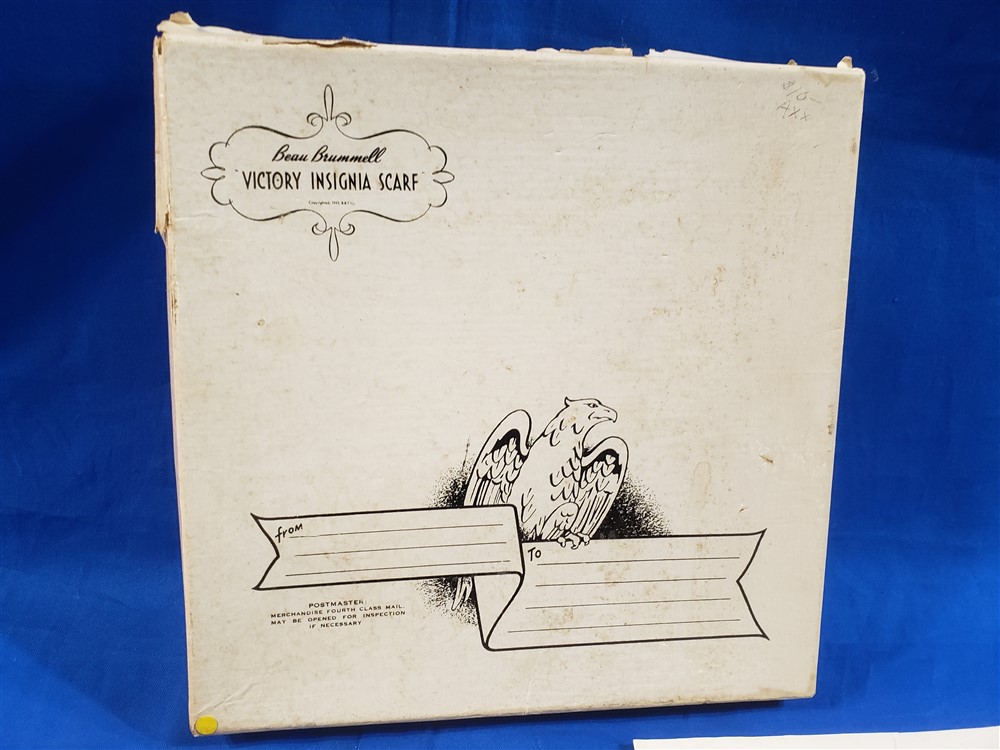 Beau Brummell
"VICTORY INSIGNIA SCARF"
from
To
POSTMASTER:
MERCHANDISE FOURTH CLASS MAIL.
MAY BE OPENED FOR INSPECTION
IF NECESSARY